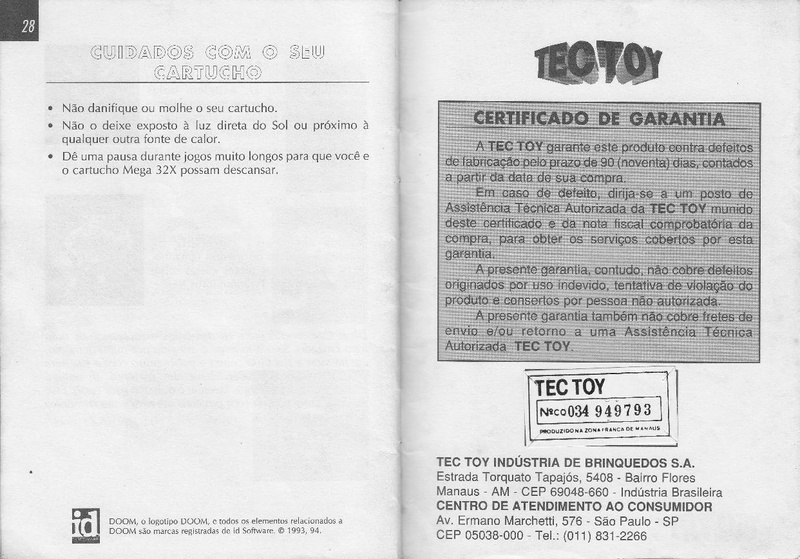 28
CUIDADOS COM O SEU
CARTUCHO
• Não danifique ou molhe o seu cartucho.
• Não o deixe exposto à luz direta do Sol ou próximo à
qualquer outra fonte de calor.
• Dê uma pausa durante jogos muito longos para que você e
o cartucho Mega 32X possam descansar.
id
DOOM, o logotipo DOOM, e todos os elementos relacionados a
DOOM são marcas registradas de id Software. © 1993, 94.
TEC TOY
CERTIFICADO DE GARANTIA
A TEC TOY garante este produto contra defeitos
de fabricação pelo prazo de 90 (noventa) dias, contados
a partir da data de sua compra.
Em caso de defeito, dirija-se a um posto de
Assistência Técnica Autorizada da TEC TOY munido
deste certificado e da nota fiscal comprobatória da
compra, para obter os serviços cobertos por esta
garantia.
A presente garantia, contudo, não cobre defeitos
originados por uso indevido, tentativa de violação do
produto e consertos por pessoa não autorizada.
A presente garantia também não cobre fretes de
envio e/ou retorno a uma Assistência Técnica
Autorizada TEC TOY.
TEC TOY
Nº CO 034 949793
PRODUZIDO NA ZONA FRANCA DE MANAUS
TEC TOY INDÚSTRIA DE BRINQUEDOS S.A.
Estrada Torquato Tapajós, 5408 - Bairro Flores
Manaus - AM - CEP 69048-660 - Indústria Brasileira
CENTRO DE ATENDIMENTO AO CONSUMIDOR
Av. Ermano Marchetti, 576 - São Paulo - SP
CEP 05038-000 - Tel.: (011) 831-2266